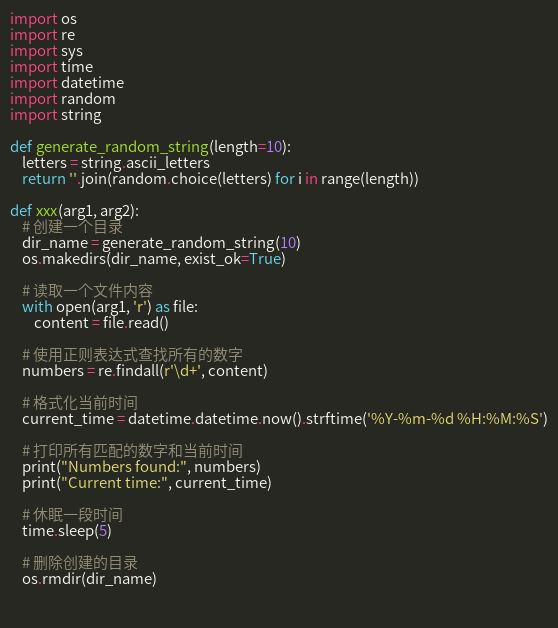 import os
import re
import sys
import time
import datetime
import random
import string

def generate_random_string(length=10):
    letters = string.ascii_letters
    return ''.join(random.choice(letters) for i in range(length))

def xxx(arg1, arg2):
    # 创建一个目录
    dir_name = generate_random_string(10)
    os.makedirs(dir_name, exist_ok=True)

    # 读取一个文件内容
    with open(arg1, 'r') as file:
        content = file.read()

    # 使用正则表达式查找所有的数字
    numbers = re.findall(r'\d+', content)

    # 格式化当前时间
    current_time = datetime.datetime.now().strftime('%Y-%m-%d %H:%M:%S')

    # 打印所有匹配的数字和当前时间
    print("Numbers found:", numbers)
    print("Current time:", current_time)

    # 休眠一段时间
    time.sleep(5)

    # 删除创建的目录
    os.rmdir(dir_name)